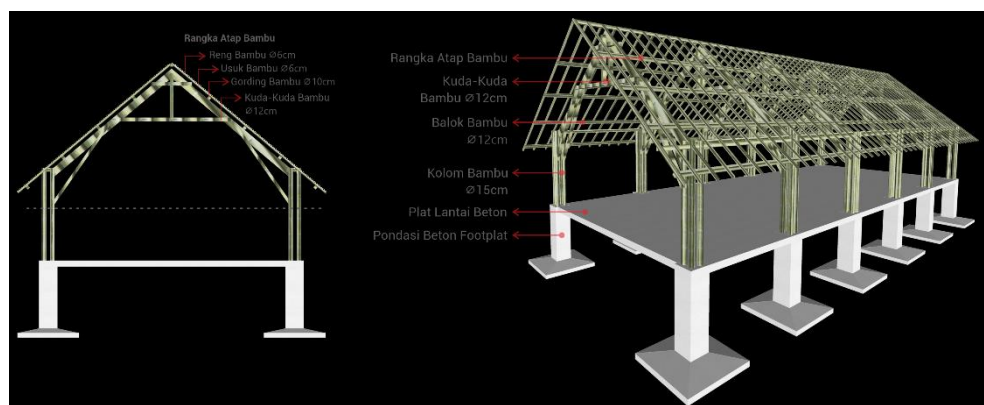 Rangka Atap Bambu
Reng Bambu Ø6cm
Usuk Bambu Ø6cm
Gording Bambu Ø10cm
Kuda-Kuda Bambu
Ø12cm
Rangka Atap Bambu
Kuda-Kuda
Bambu Ø12cm
Balok Bambu
Ø12cm
Kolom Bambu
Ø15cm
Plat Lantai Beton
Pondasi Beton Footplat